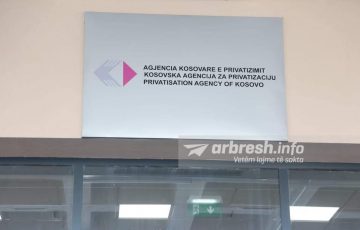 AGJENCIA KOSOVARE E PRIVATIZIMIT
KOSOVSKA AGENCIJA ZA PRIVATIZACIJU
PRIVATISATION AGENCY OF KOSOVO
arbresh.info
Vetëm lajme të sakta